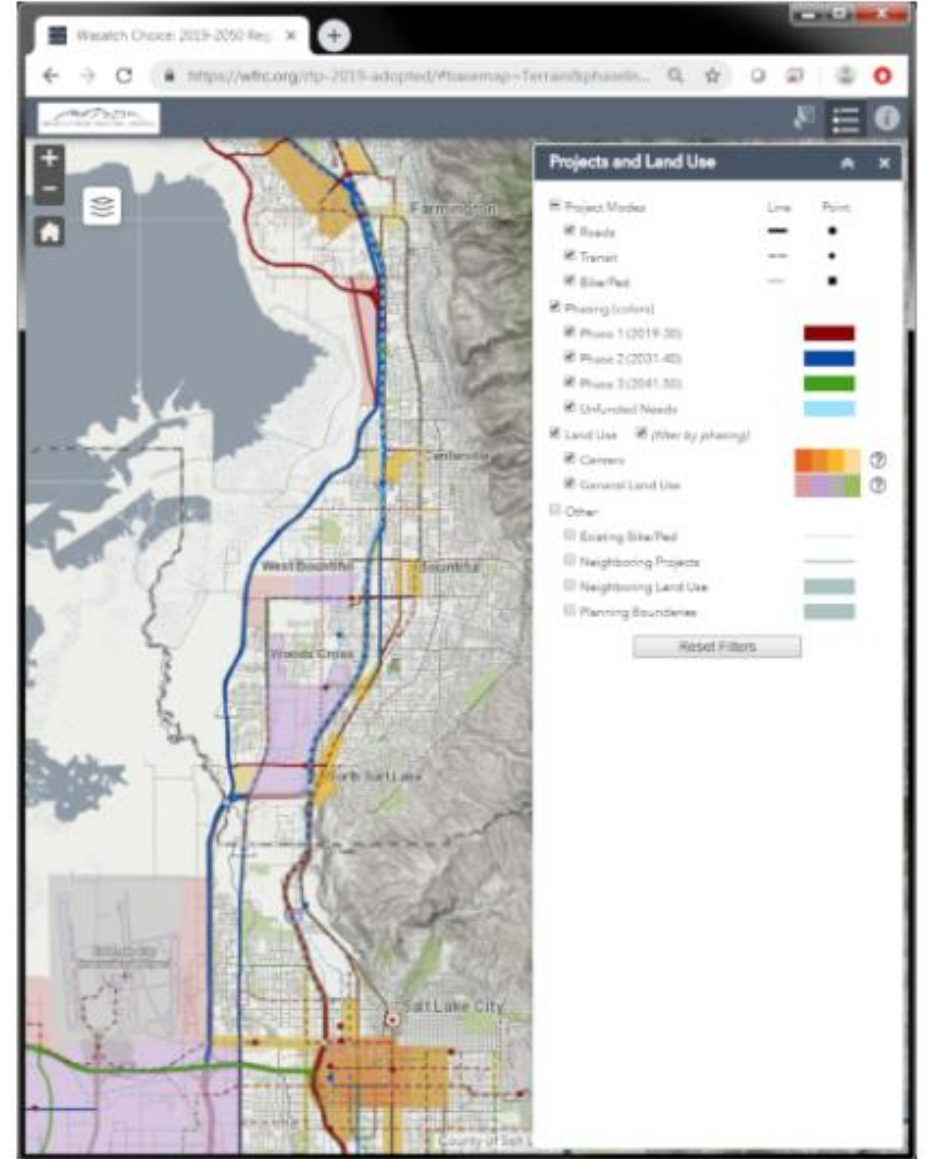 Wasatch Choice: 2019-2050 Reg
https://wfrc.org/rtp-2019-adopted/#basemap=Terrain&phaselin...
Projects and Land Use
Project Modes Line Point
Roads
Transit
Bike/Ped
Phasing (colors)
Phase 1 (2019-30)
Phase 2 (2031-40)
Phase 3 (2041-50)
Unfunded Needs
Land Use (filter by phasing)
Centers
General Land Use
Other
Existing Bike/Ped
Neighboring Projects
Neighboring Land Use
Planning Boundaries
Reset Filters
Farmington
Centerville
West Bountiful
Bountiful
Woods Cross
North Salt Lake
Salt Lake City
County of Salt L